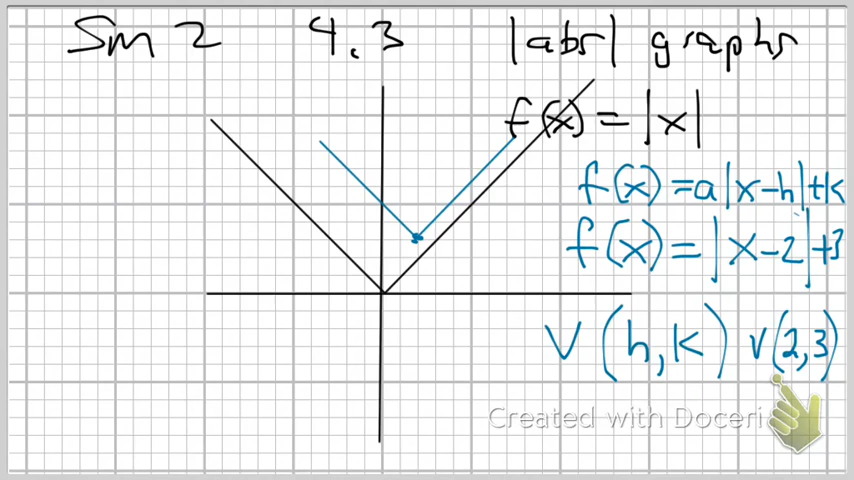 Sm 2 4.3 |abs| graphs
f(x) = |x|
f(x) = a|x-h|+k
f(x) = |x-2|+3
V (h,k) V(2,3)
Created with Doceri